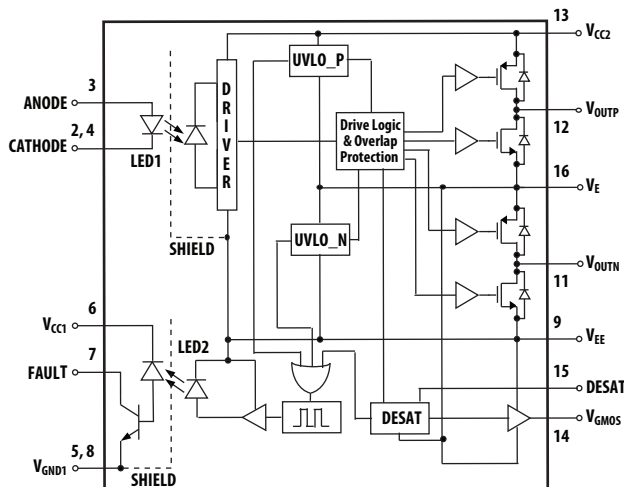 13
VCC2
UVLO_P
3
ANODE
DRIVER
VOUTP
Drive Logic
& Overlap
Protection
12
2, 4
CATHODE
LED1
16
VE
UVLO_N
SHIELD
VOUTN
11
6
9
VCC1
LED2
VEE
7
FAULT
15
DESAT
DESAT
VGMOS
5, 8
14
VGND1
SHIELD